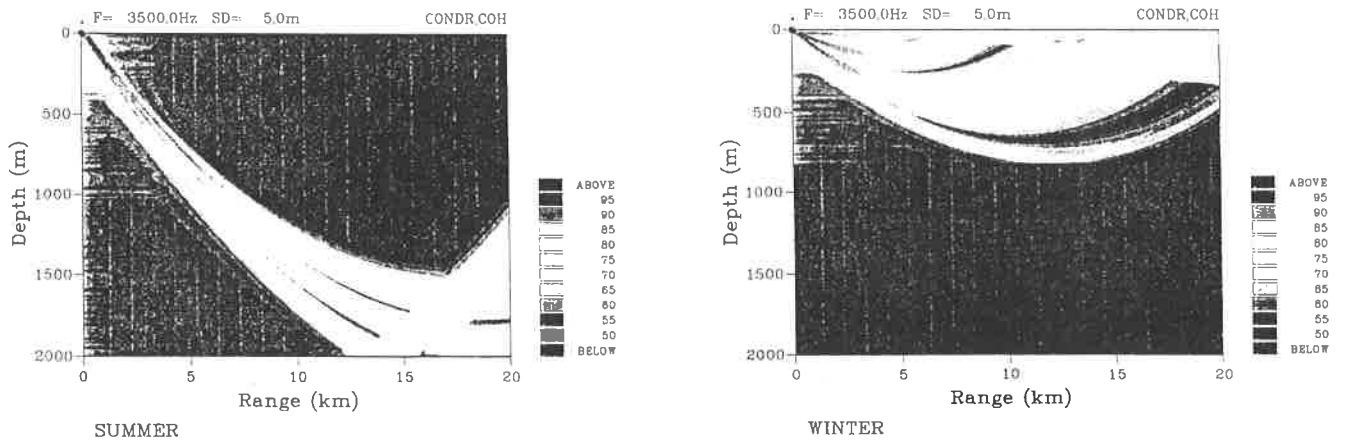 F= 3500.0Hz SD= 5.0m CONDR,COH
0
500
1000
1500
2000
Depth (m)
0 5 10 15 20
Range (km)
ABOVE
95
90
85
80
75
70
65
60
55
50
BELOW
SUMMER
F= 3500.0Hz SD= 5.0m CONDR,COH
0
500
1000
1500
2000
Depth (m)
0 5 10 15 20
Range (km)
ABOVE
95
90
85
80
75
70
65
60
55
50
BELOW
WINTER